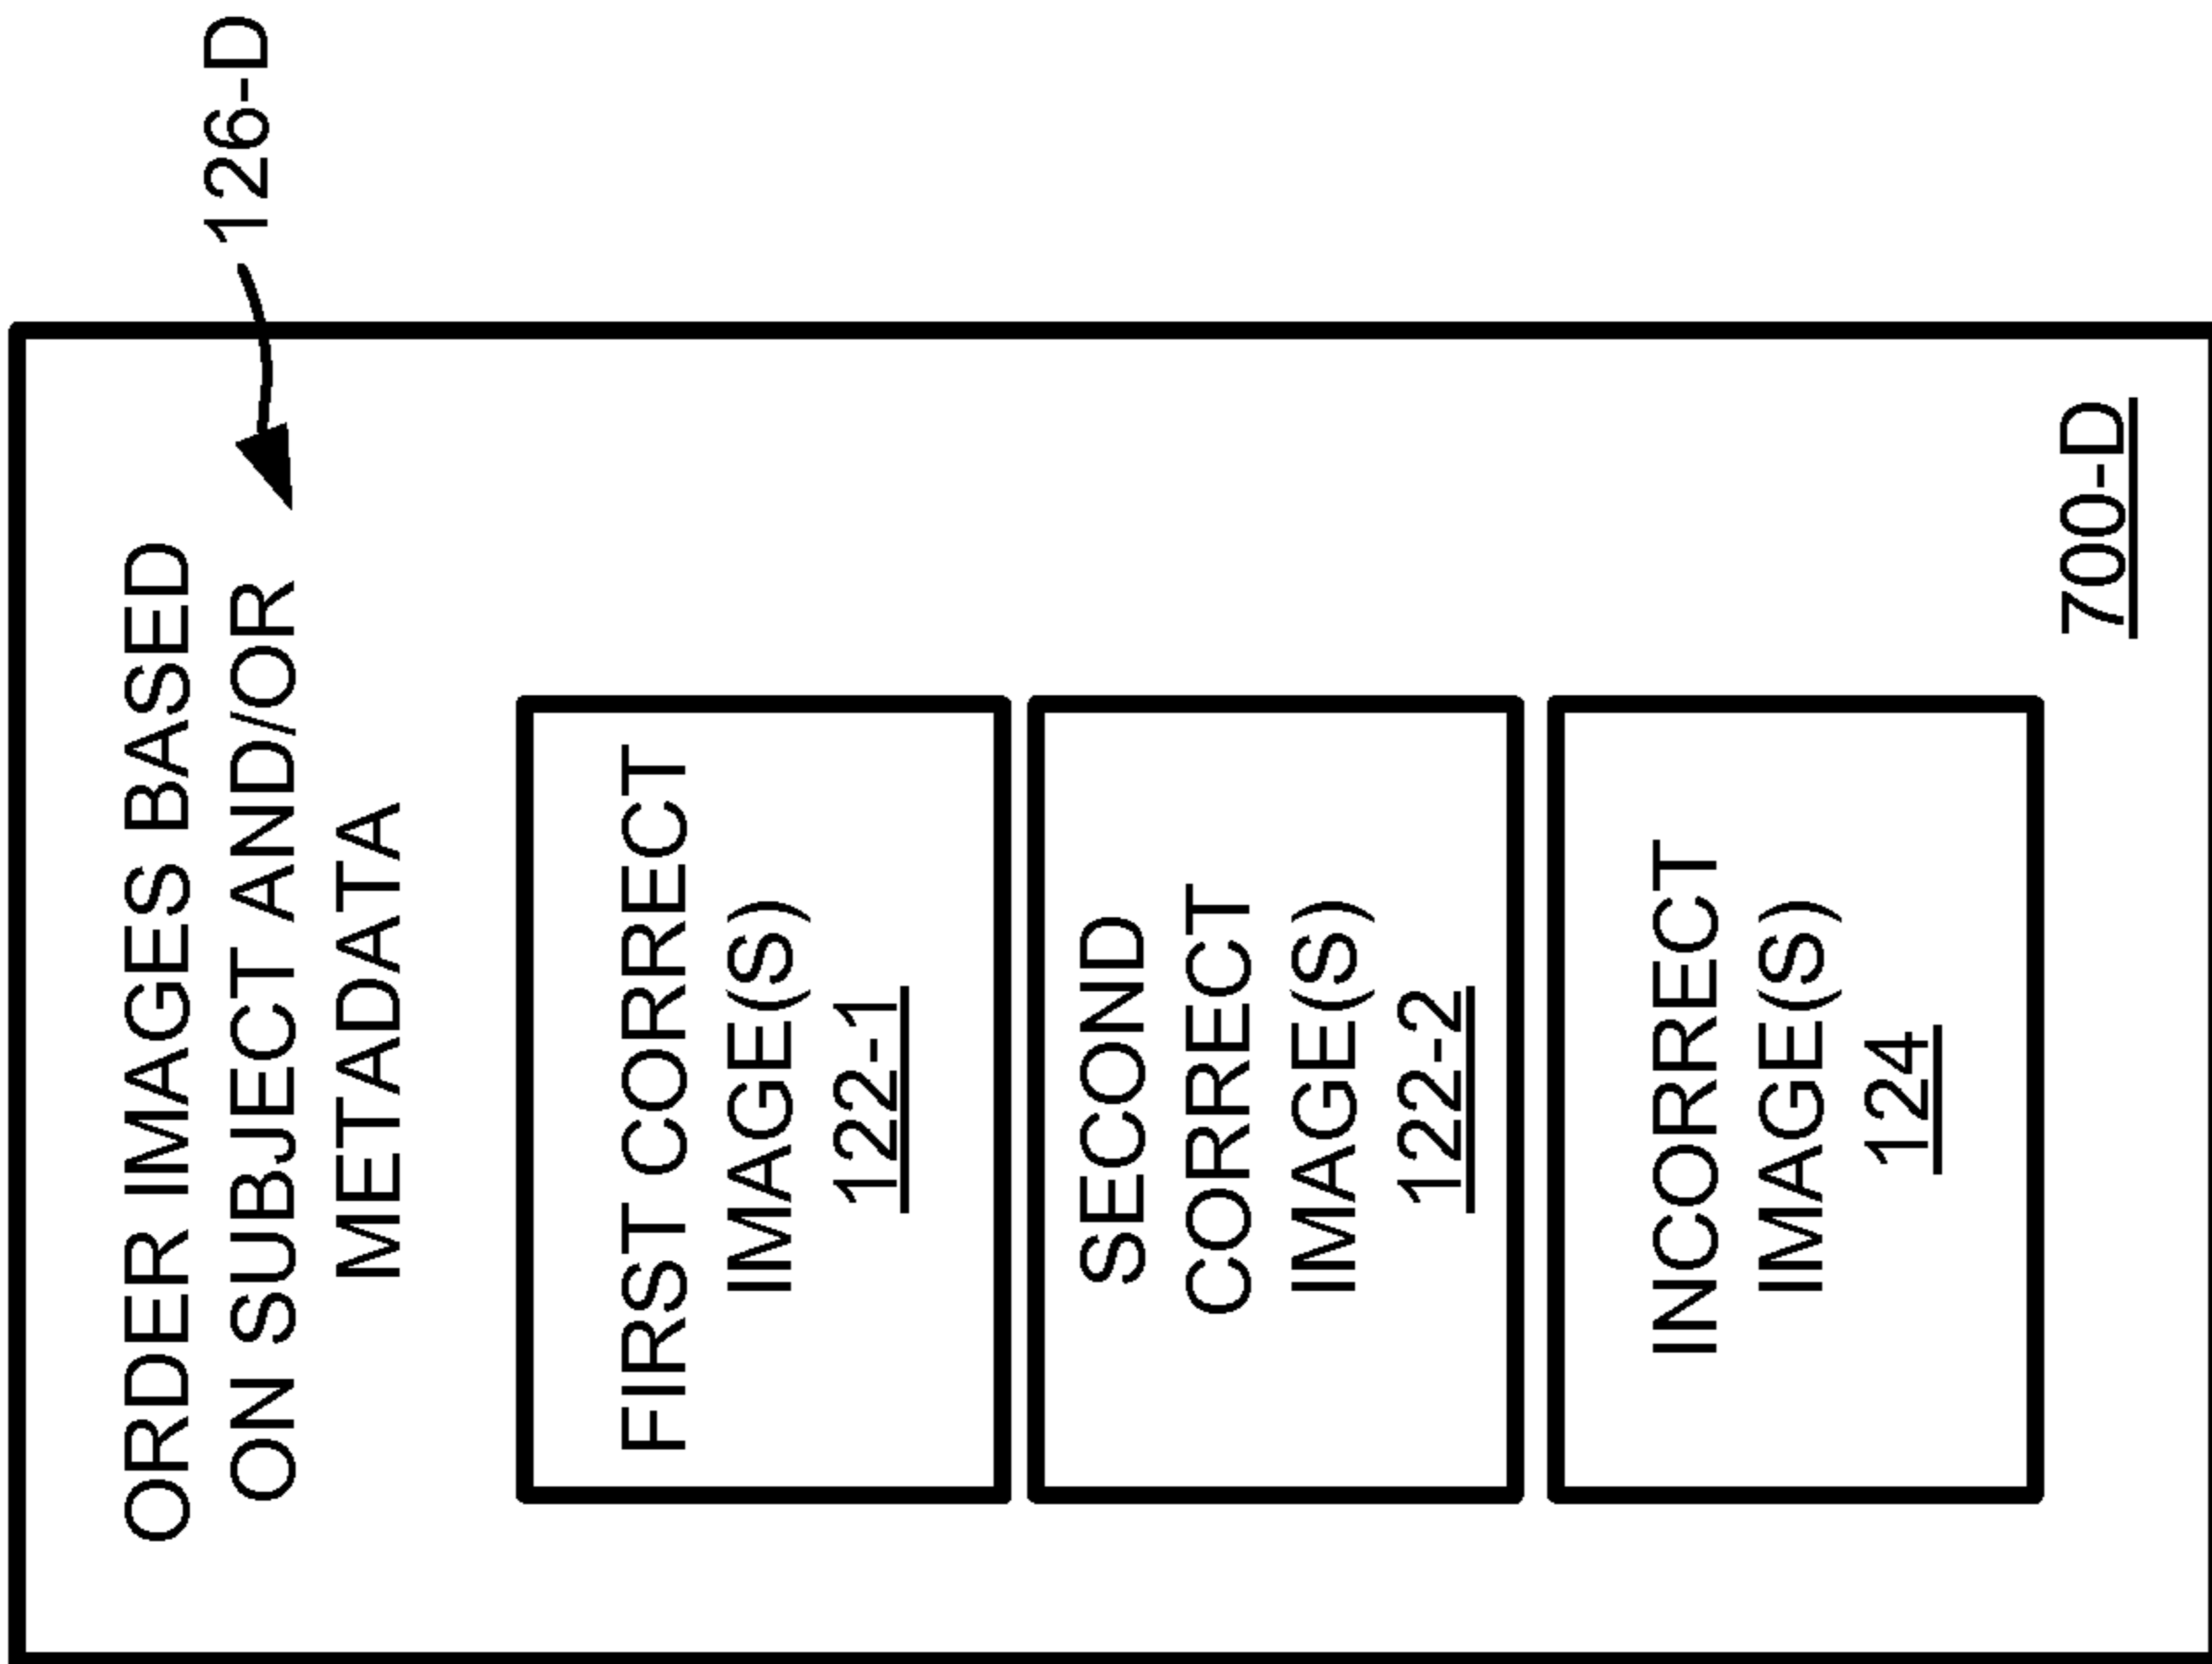 ORDER IMAGES BASED
ON SUBJECT AND/OR
METADATA
126-D
FIRST CORRECT
IMAGE(S)
122-1
SECOND
CORRECT
IMAGE(S)
122-2
INCORRECT
IMAGE(S)
124
700-D